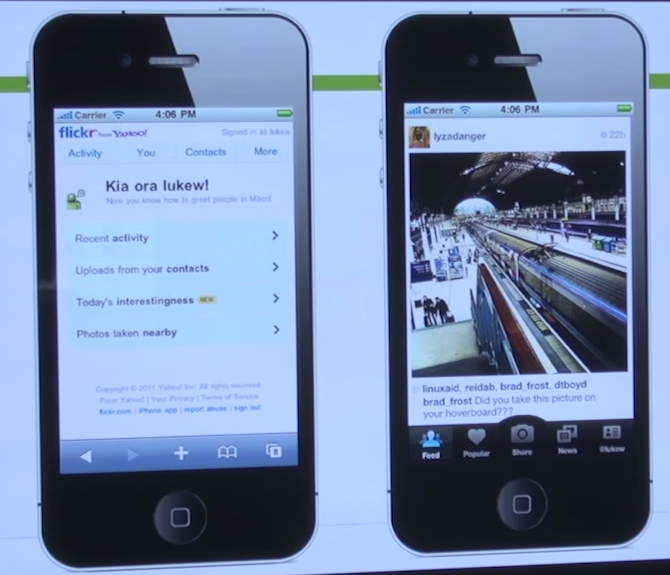 Carrier 4:06 PM
flickr from YAHOO! Signed in as lukew
Activity You Contacts More
Kia ora lukew!
Now you know how to greet people in Māori!
Recent activity
Uploads from your contacts
Today's interestingness NEW
Photos taken nearby
Copyright © 2011 Yahoo! Inc. All rights reserved.
From Yahoo! | Your Privacy | Terms of Service
flickr.com | iPhone app | report abuse | sign out
Carrier 4:06 PM
lyzadanger 22h
linuxaid, reidab, brad_frost, dtboyd
brad_frost Did you take this picture on
your hoverboard???
Feed Popular Share News @lukew